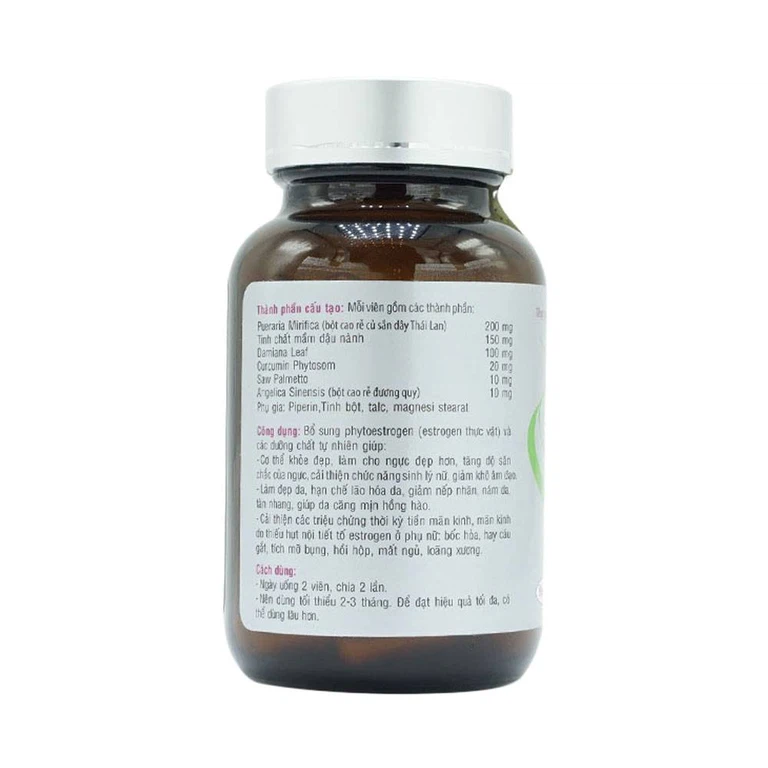 Thành phần cấu tạo: Mỗi viên gồm các thành phần:
Pueraria Mirifica (bột cao rễ củ sắn dây Thái Lan) 200 mg
Tinh chất mầm đậu nành 150 mg
Damiana Leaf 100 mg
Curcumin Phytosom 20 mg
Saw Palmetto 10 mg
Angelica Sinensis (bột cao rễ đương quy) 10 mg
Phụ gia: Piperin,Tinh bột, talc, magnesi stearat
Công dụng: Bổ sung phytoestrogen (estrogen thực vật) và
các dưỡng chất tự nhiên giúp:
-Cơ thể khỏe đẹp, làm cho ngực đẹp hơn, tăng độ săn
chắc của ngực, cải thiện chức năng sinh lý nữ, giảm khô âm đạo.
-Làm đẹp da, hạn chế lão hóa da, giảm nếp nhăn, nám da,
tàn nhang, giúp da căng mịn hồng hào.
-Cải thiện các triệu chứng thời kỳ tiền mãn kinh, mãn kinh
do thiếu hụt nội tiết tố estrogen ở phụ nữ: bốc hỏa, hay cáu
gắt, tích mỡ bụng, hồi hộp, mất ngủ, loãng xương.
Cách dùng:
-Ngày uống 2 viên, chia 2 lần.
-Nên dùng tối thiểu 2-3 tháng. Để đạt hiệu quả tối đa, có
thể dùng lâu hơn.